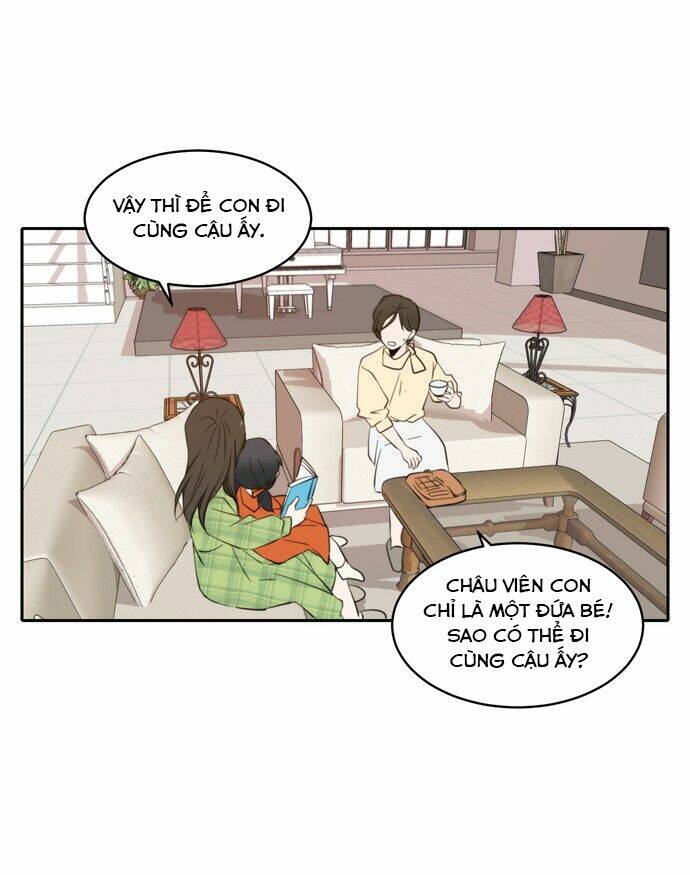 VẬY THÌ ĐỂ CON ĐI
CÙNG CẬU ẤY.
CHÂU VIÊN CON
CHỈ LÀ MỘT ĐỨA BÉ!
SAO CÓ THỂ ĐI
CÙNG CẬU ẤY?